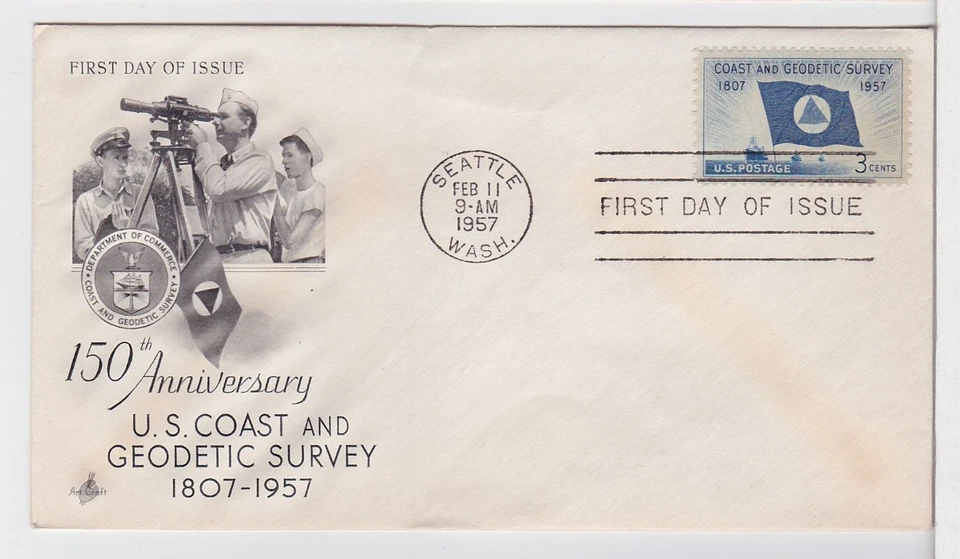 FIRST DAY OF ISSUE
DEPARTMENT OF COMMERCE
COAST AND GEODETIC SURVEY
150th Anniversary
U.S. COAST AND
GEODETIC SURVEY
1807-1957
Art Craft
SEATTLE
FEB 11
9-AM
1957
WASH.
COAST AND GEODETIC SURVEY
1807 1957
U.S. POSTAGE 3 CENTS
FIRST DAY OF ISSUE